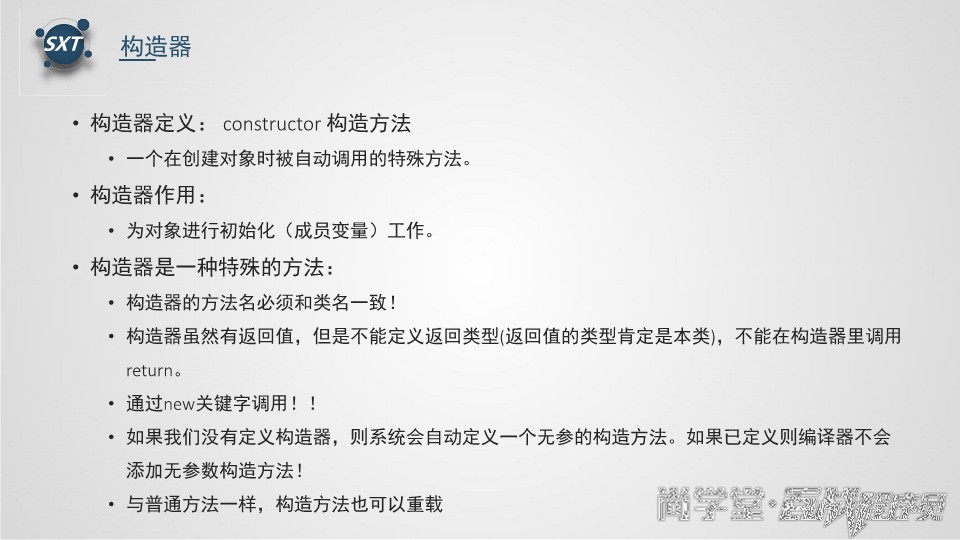 SXT
构造器
• 构造器定义： constructor 构造方法
• 一个在创建对象时被自动调用的特殊方法。
• 构造器作用：
• 为对象进行初始化（成员变量）工作。
• 构造器是一种特殊的方法：
• 构造器的方法名必须和类名一致！
• 构造器虽然有返回值，但是不能定义返回类型(返回值的类型肯定是本类)，不能在构造器里调用
return。
• 通过new关键字调用！！
• 如果我们没有定义构造器，则系统会自动定义一个无参的构造方法。如果已定义则编译器不会
添加无参数构造方法！
• 与普通方法一样，构造方法也可以重载
尚学堂·百战程序员